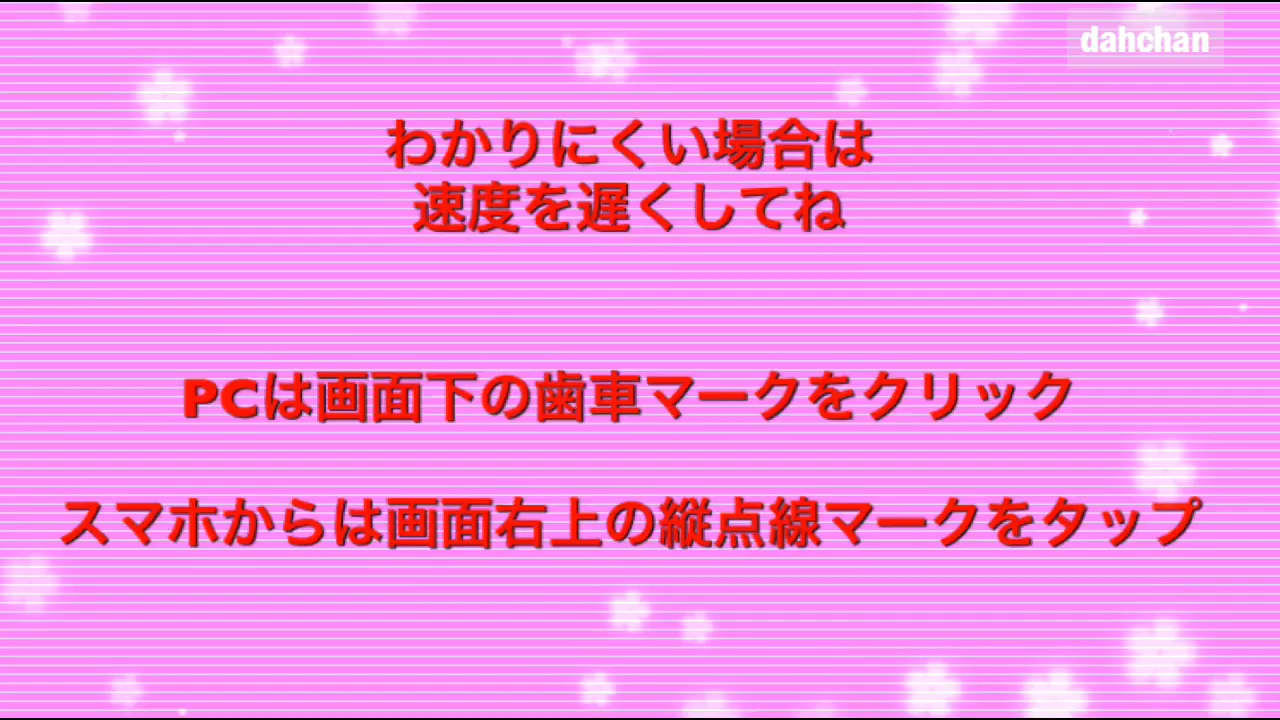 dahchan
わかりにくい場合は
速度を遅くしてね
PCは画面下の歯車マークをクリック
スマホからは画面右上の縦点線マークをタップ